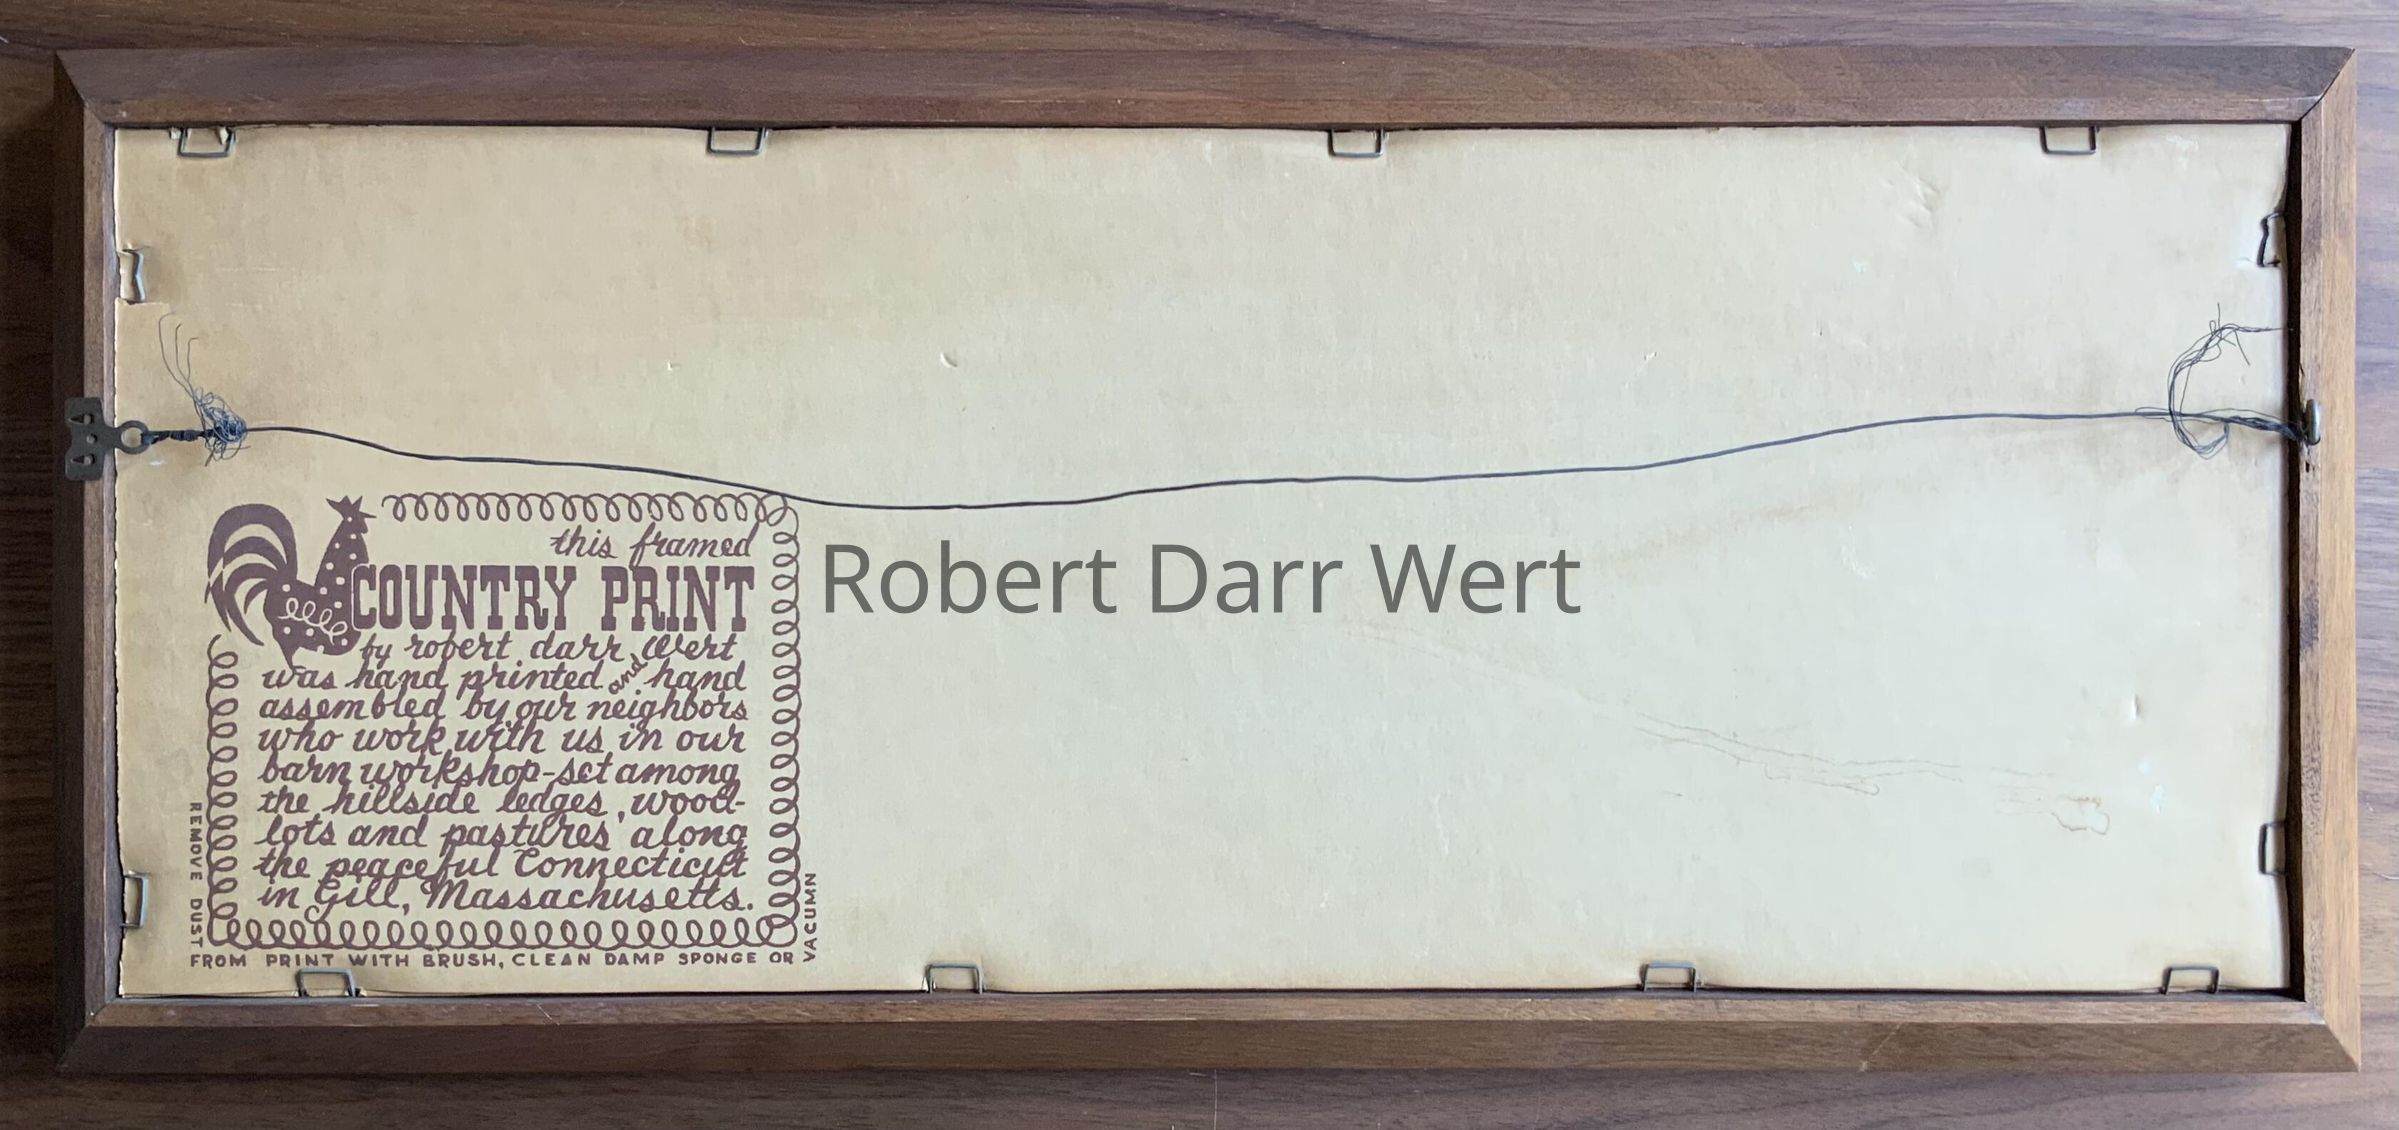 this framed
COUNTRY PRINT
by robert darr Wert
was hand printed and hand
assembled by our neighbors
who work with us in our
barn workshop-set among
the hillside ledges, wood-
lots and pastures along
the peaceful Connecticut
in Gill, Massachusetts.
REMOVE DUST
FROM PRINT WITH BRUSH, CLEAN DAMP SPONGE OR
VACUMN
Robert Darr Wert